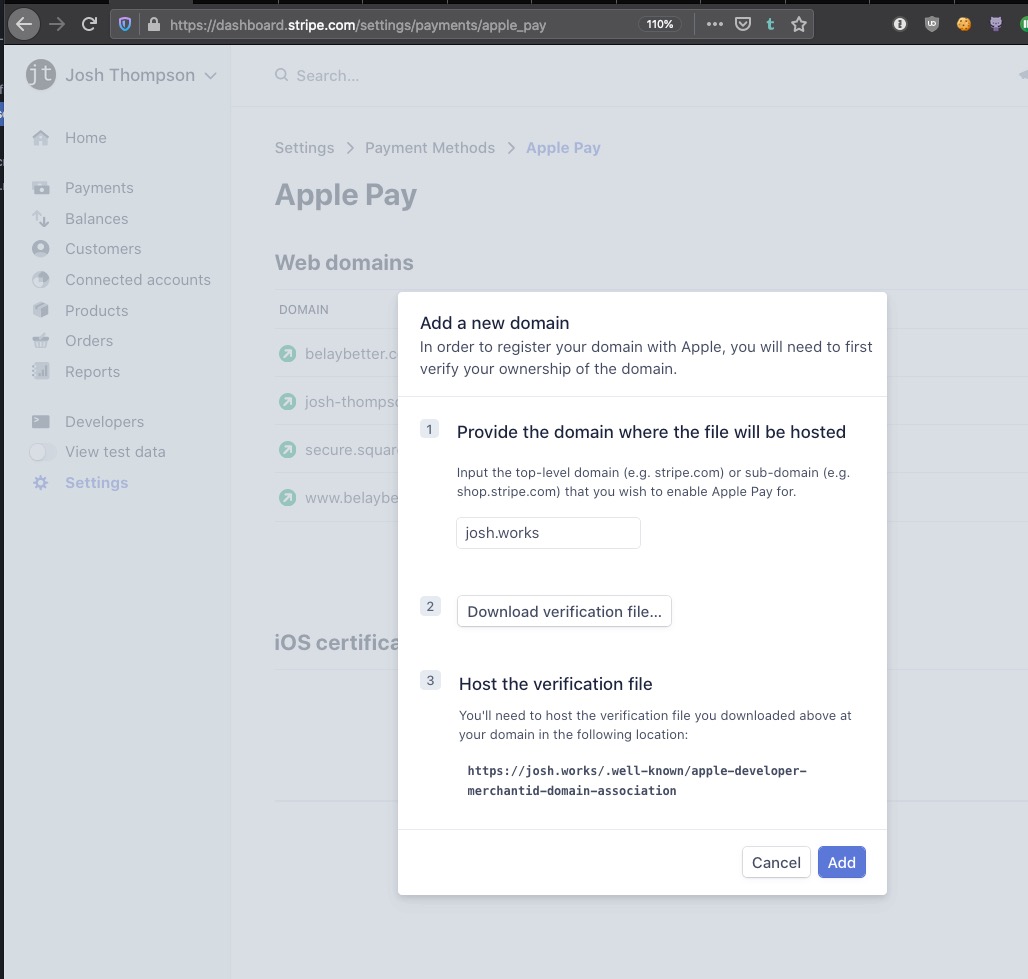 https://dashboard.stripe.com/settings/payments/apple_pay
110%
jt Josh Thompson
Search...
Home
Payments
Balances
Customers
Connected accounts
Products
Orders
Reports
Developers
View test data
Settings
Settings > Payment Methods > Apple Pay
Apple Pay
Web domains
DOMAIN
belaybetter.c
josh-thomps
secure.squar
www.belaybe
iOS certifica
Add a new domain
In order to register your domain with Apple, you will need to first
verify your ownership of the domain.
1 Provide the domain where the file will be hosted
Input the top-level domain (e.g. stripe.com) or sub-domain (e.g.
shop.stripe.com) that you wish to enable Apple Pay for.
josh.works
2 Download verification file...
3 Host the verification file
You'll need to host the verification file you downloaded above at
your domain in the following location:
https://josh.works/.well-known/apple-developer-
merchantid-domain-association
Cancel Add